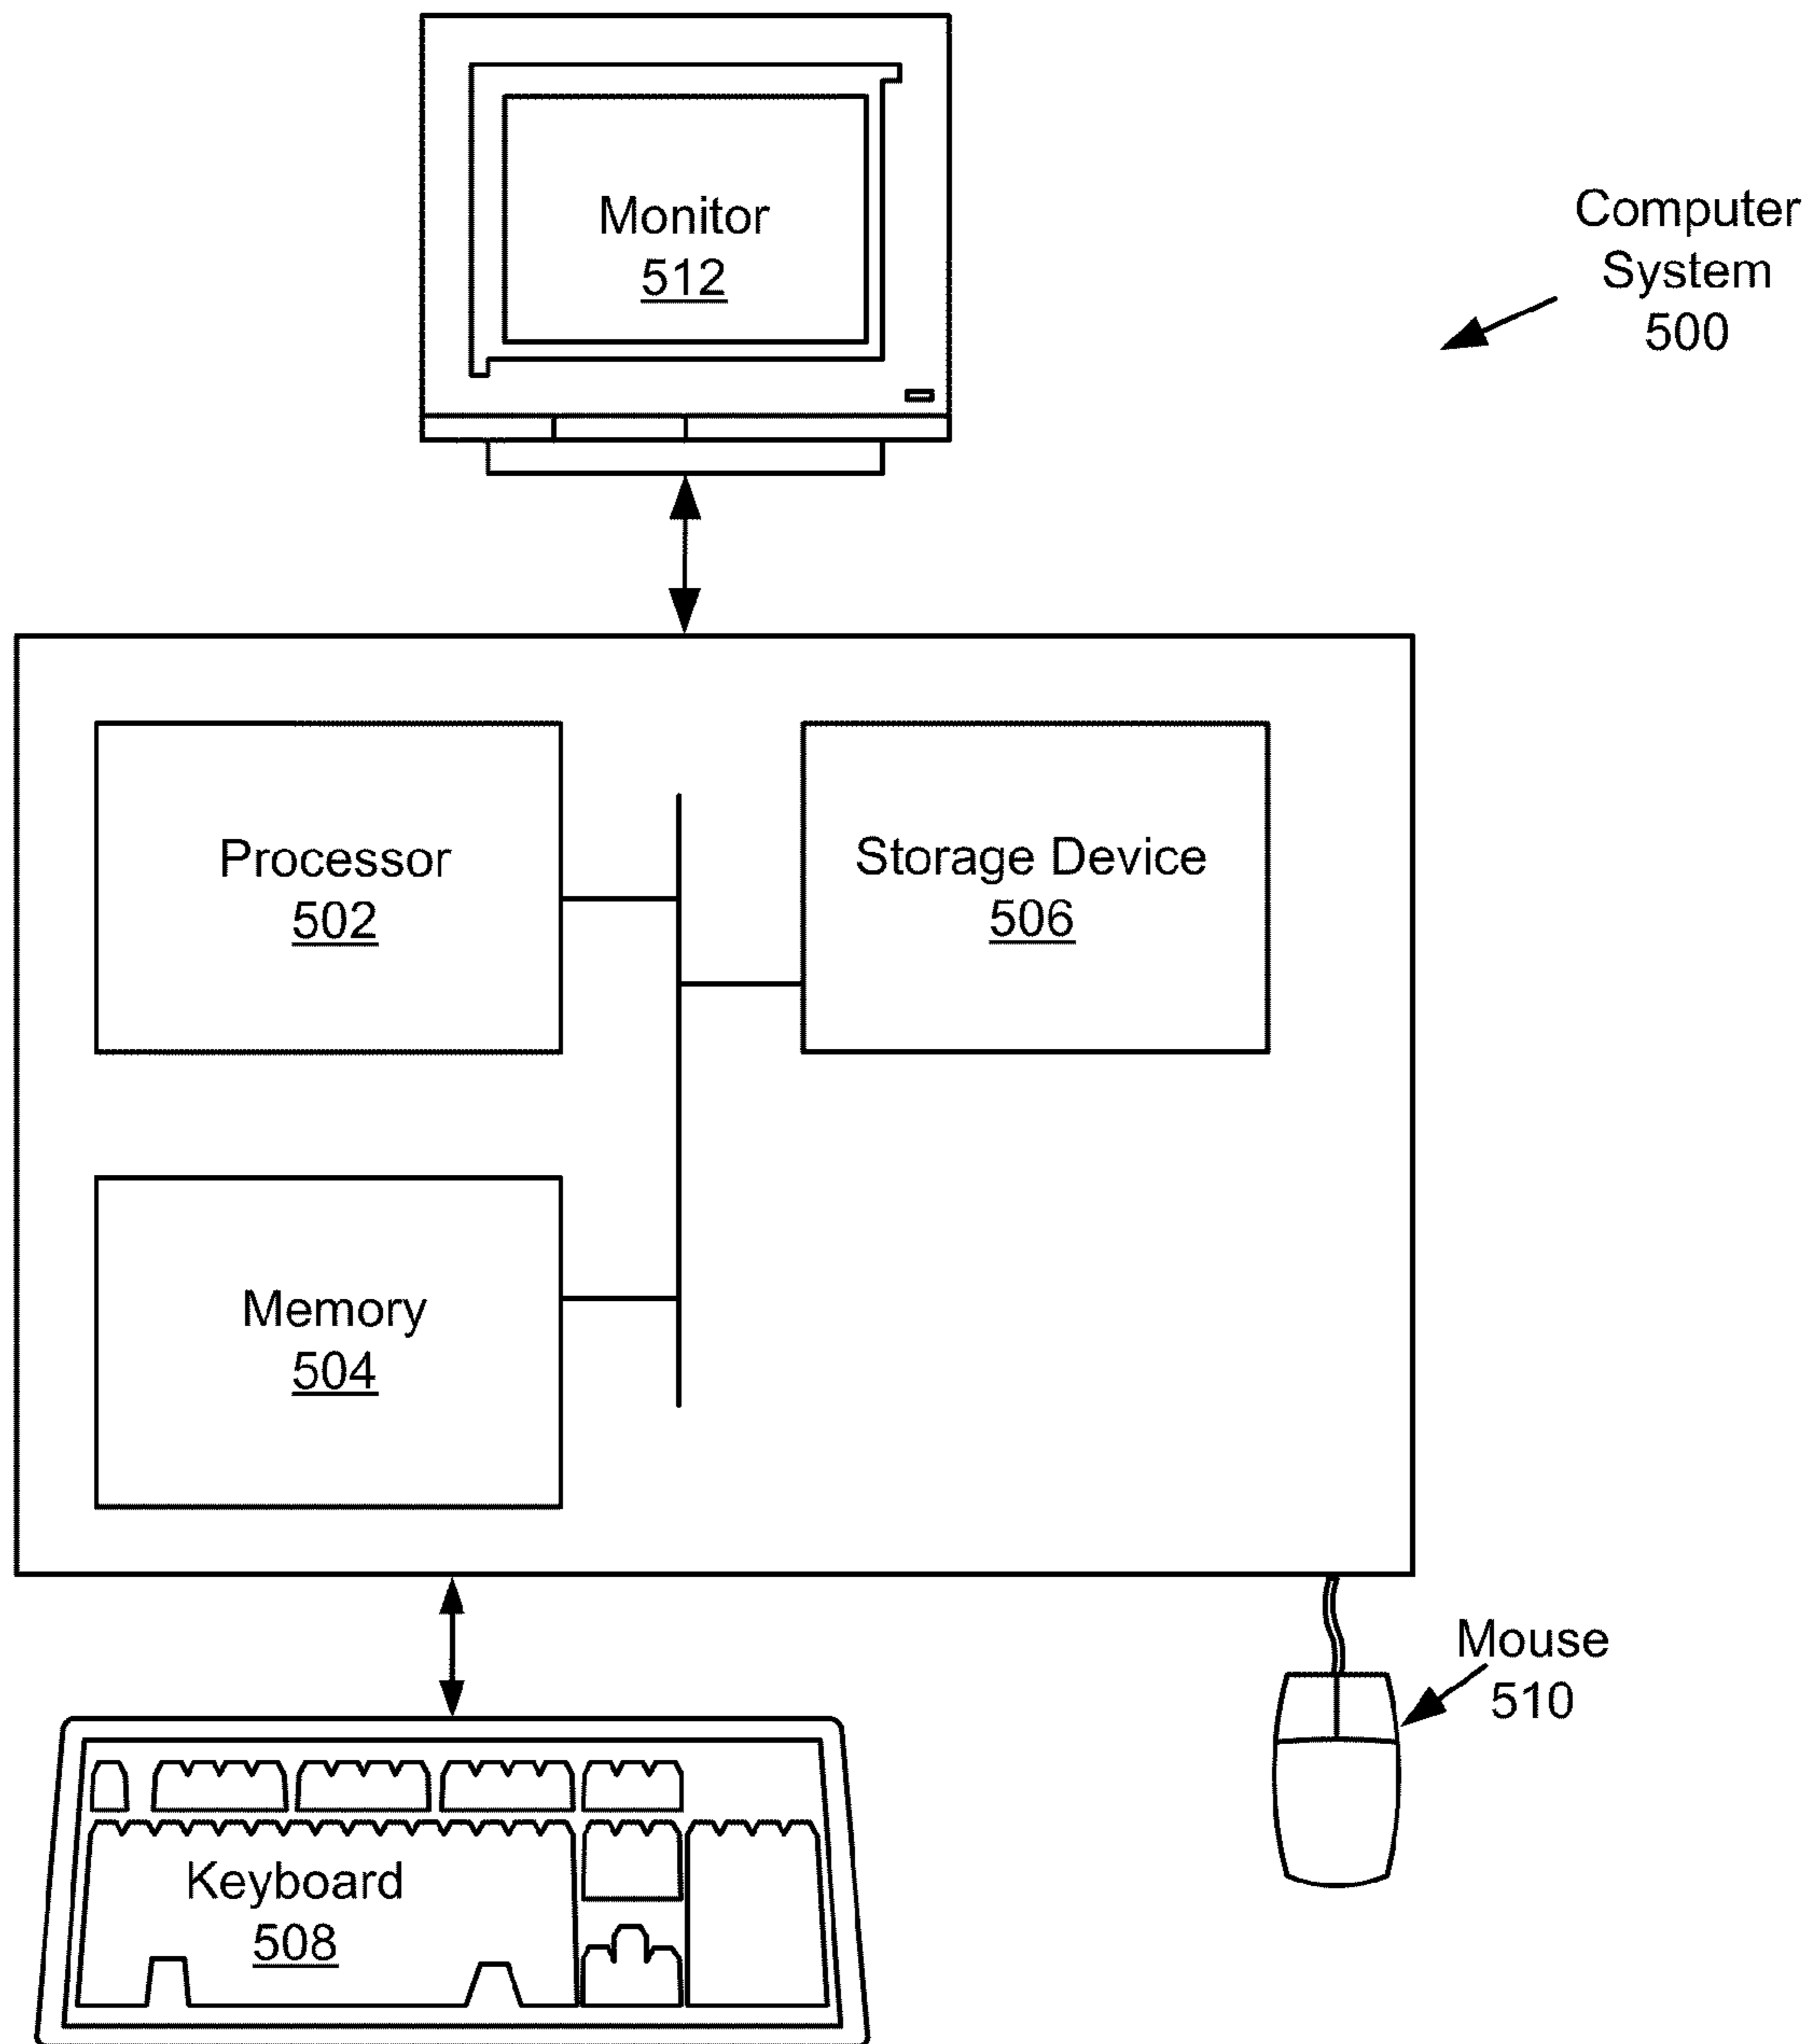 Monitor
512
Computer
System
500
Processor
502
Storage Device
506
Memory
504
Mouse
510
Keyboard
508